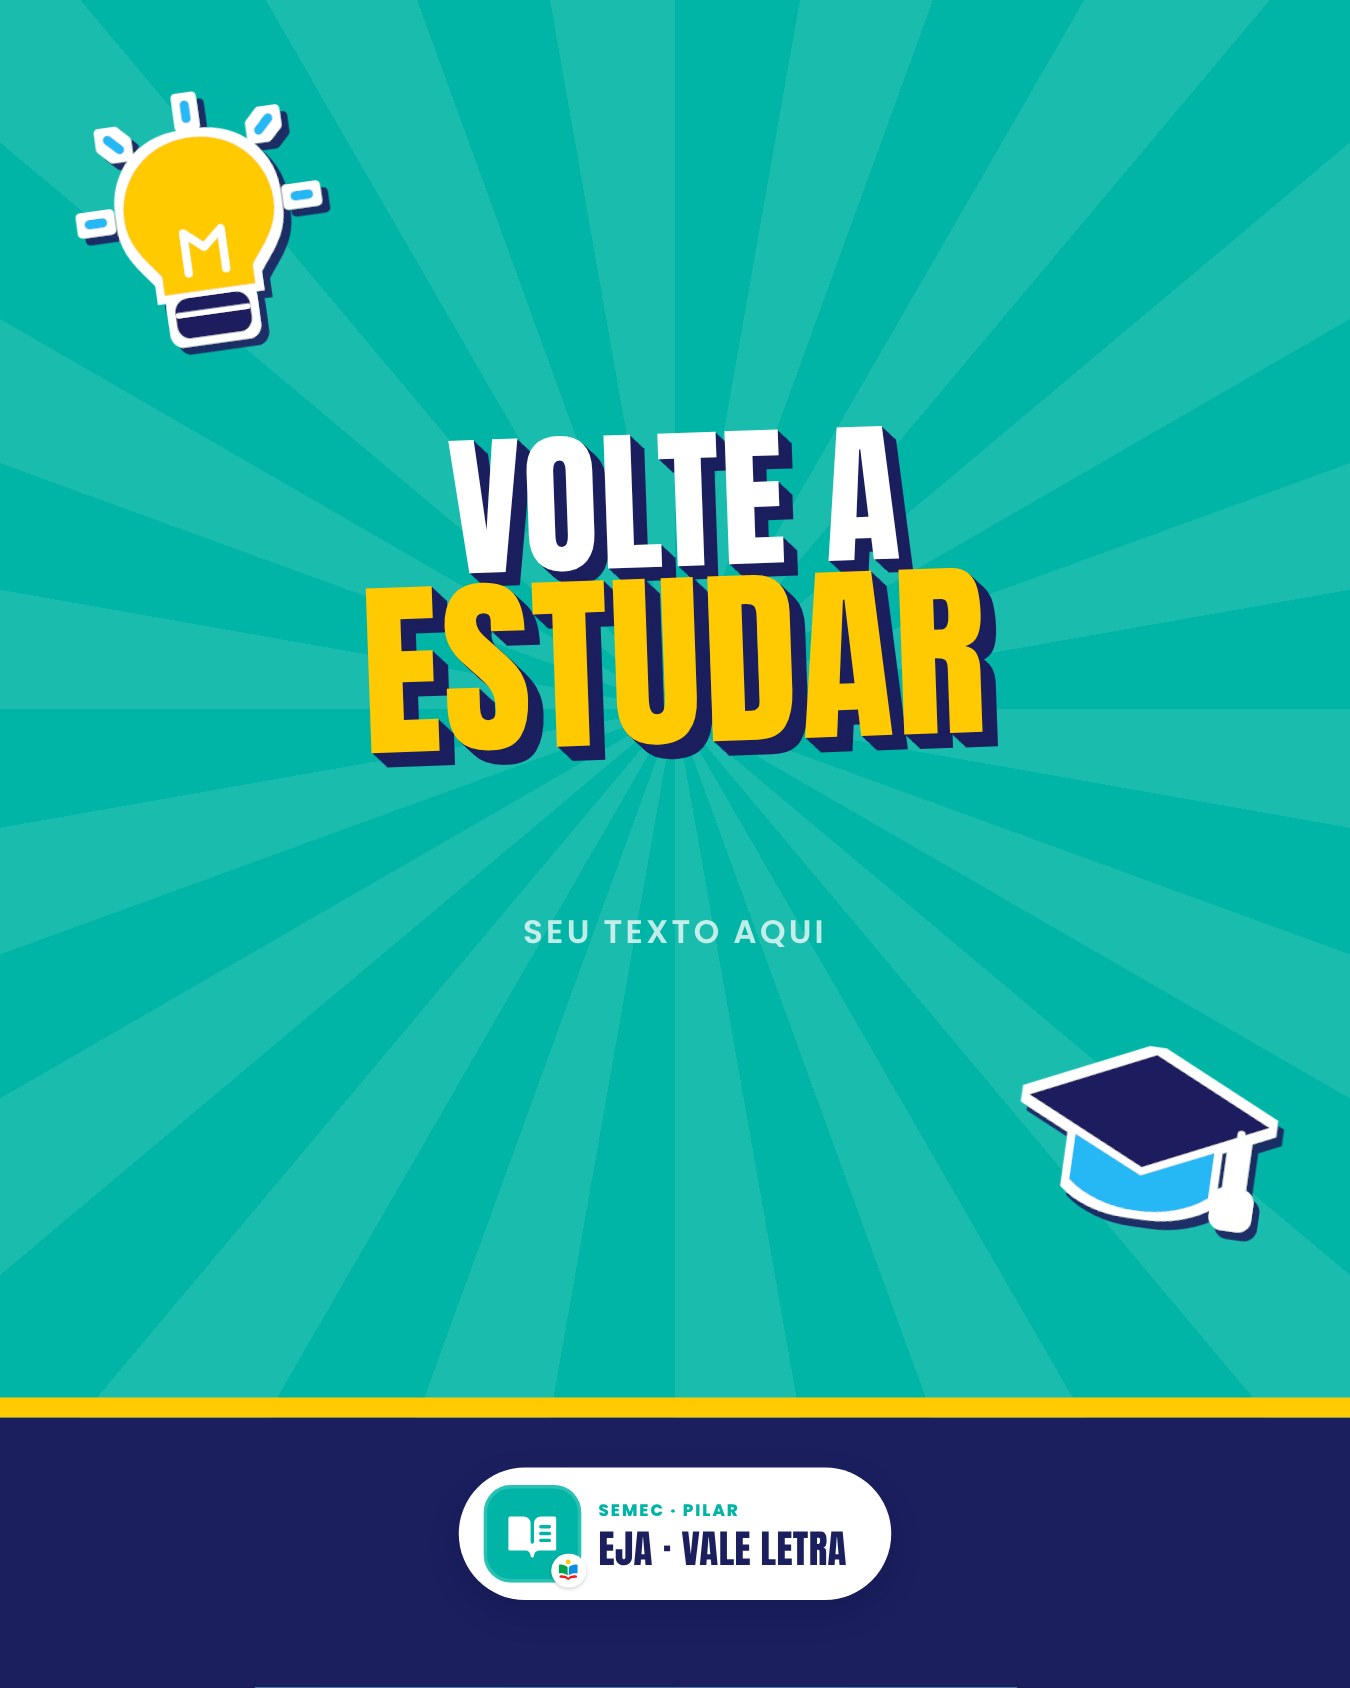 VOLTE A
ESTUDAR
SEU TEXTO AQUI
SEMEC · PILAR
EJA · VALE LETRA